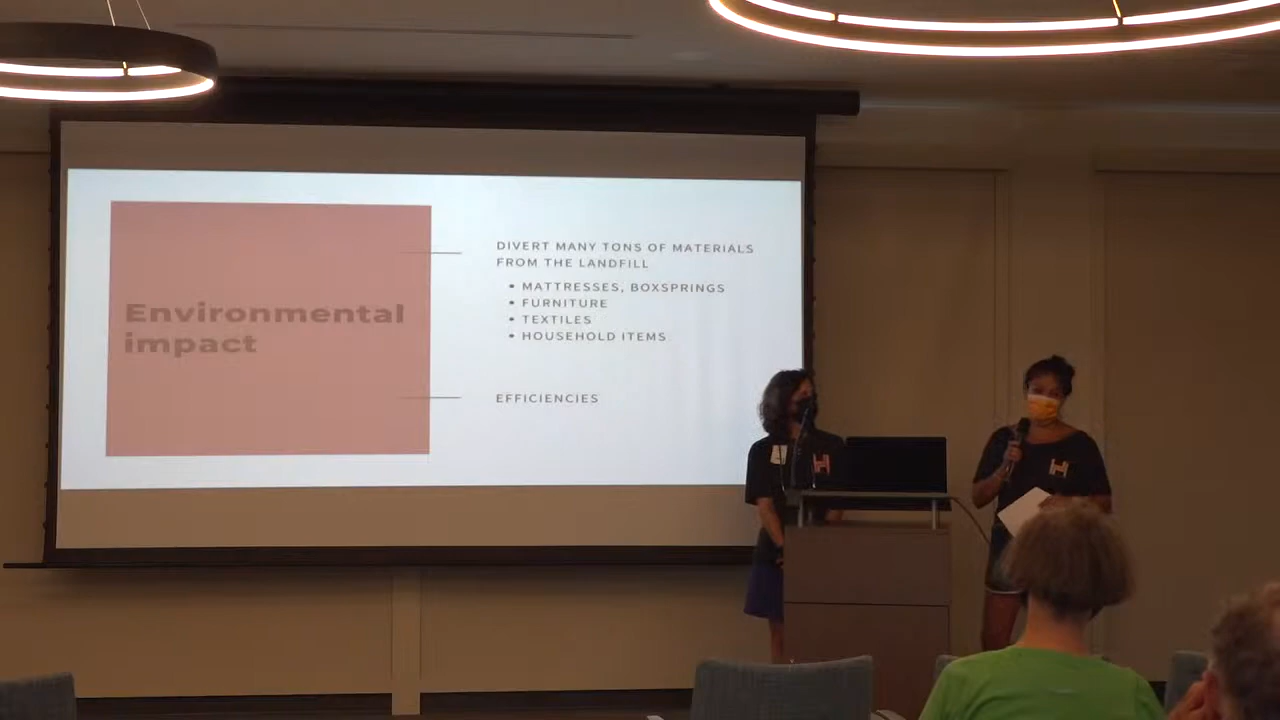 Environmental
impact
DIVERT MANY TONS OF MATERIALS
FROM THE LANDFILL
• MATTRESSES, BOXSPRINGS
• FURNITURE
• TEXTILES
• HOUSEHOLD ITEMS
EFFICIENCIES
H
H